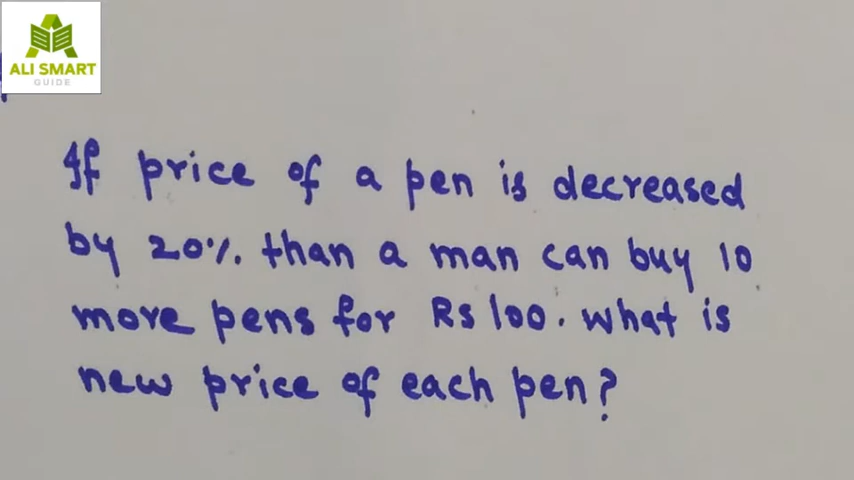 ALI SMART
GUIDE
If price of a pen is decreased
by 20%. than a man can buy 10
more pens for Rs 100. What is
new price of each pen?